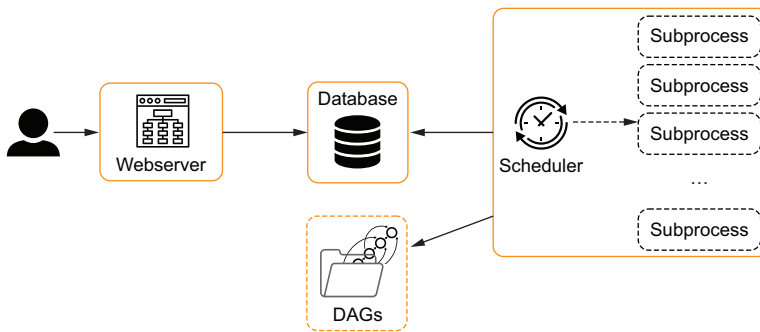 Webserver
Database
Scheduler
Subprocess
Subprocess
Subprocess
...
Subprocess
DAGs